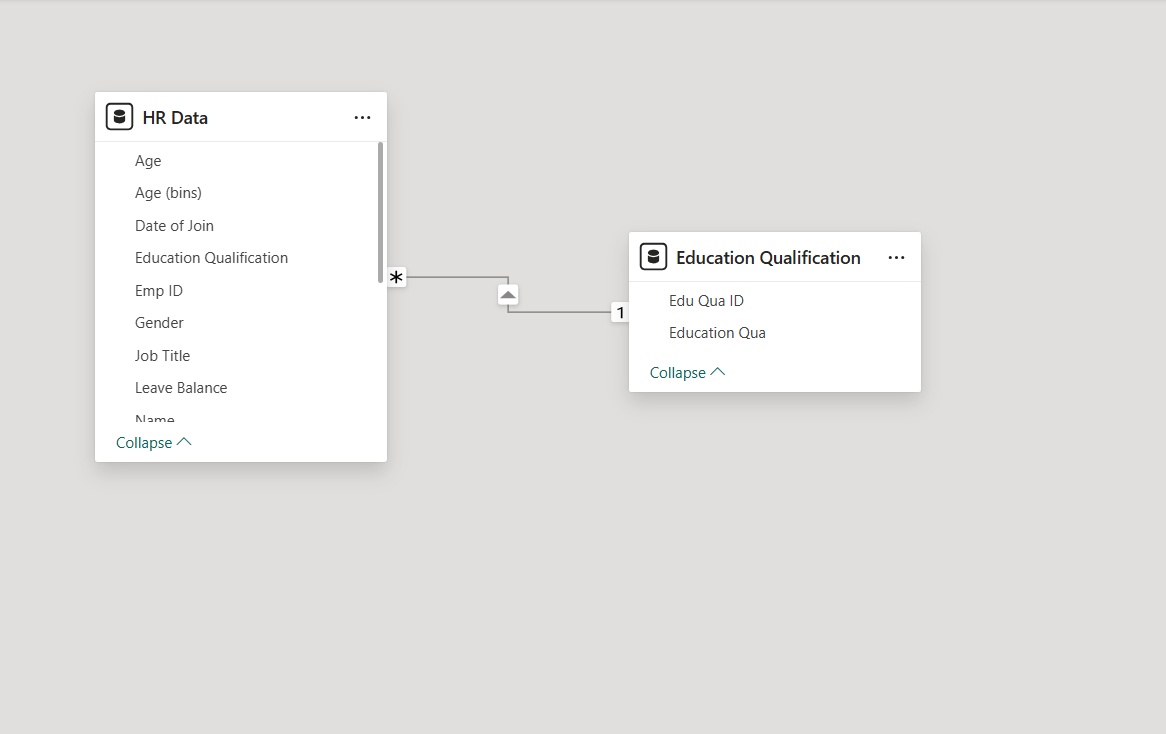 HR Data
Age
Age (bins)
Date of Join
Education Qualification
Emp ID
Gender
Job Title
Leave Balance
Name
Collapse
*
1
Education Qualification
Edu Qua ID
Education Qua
Collapse